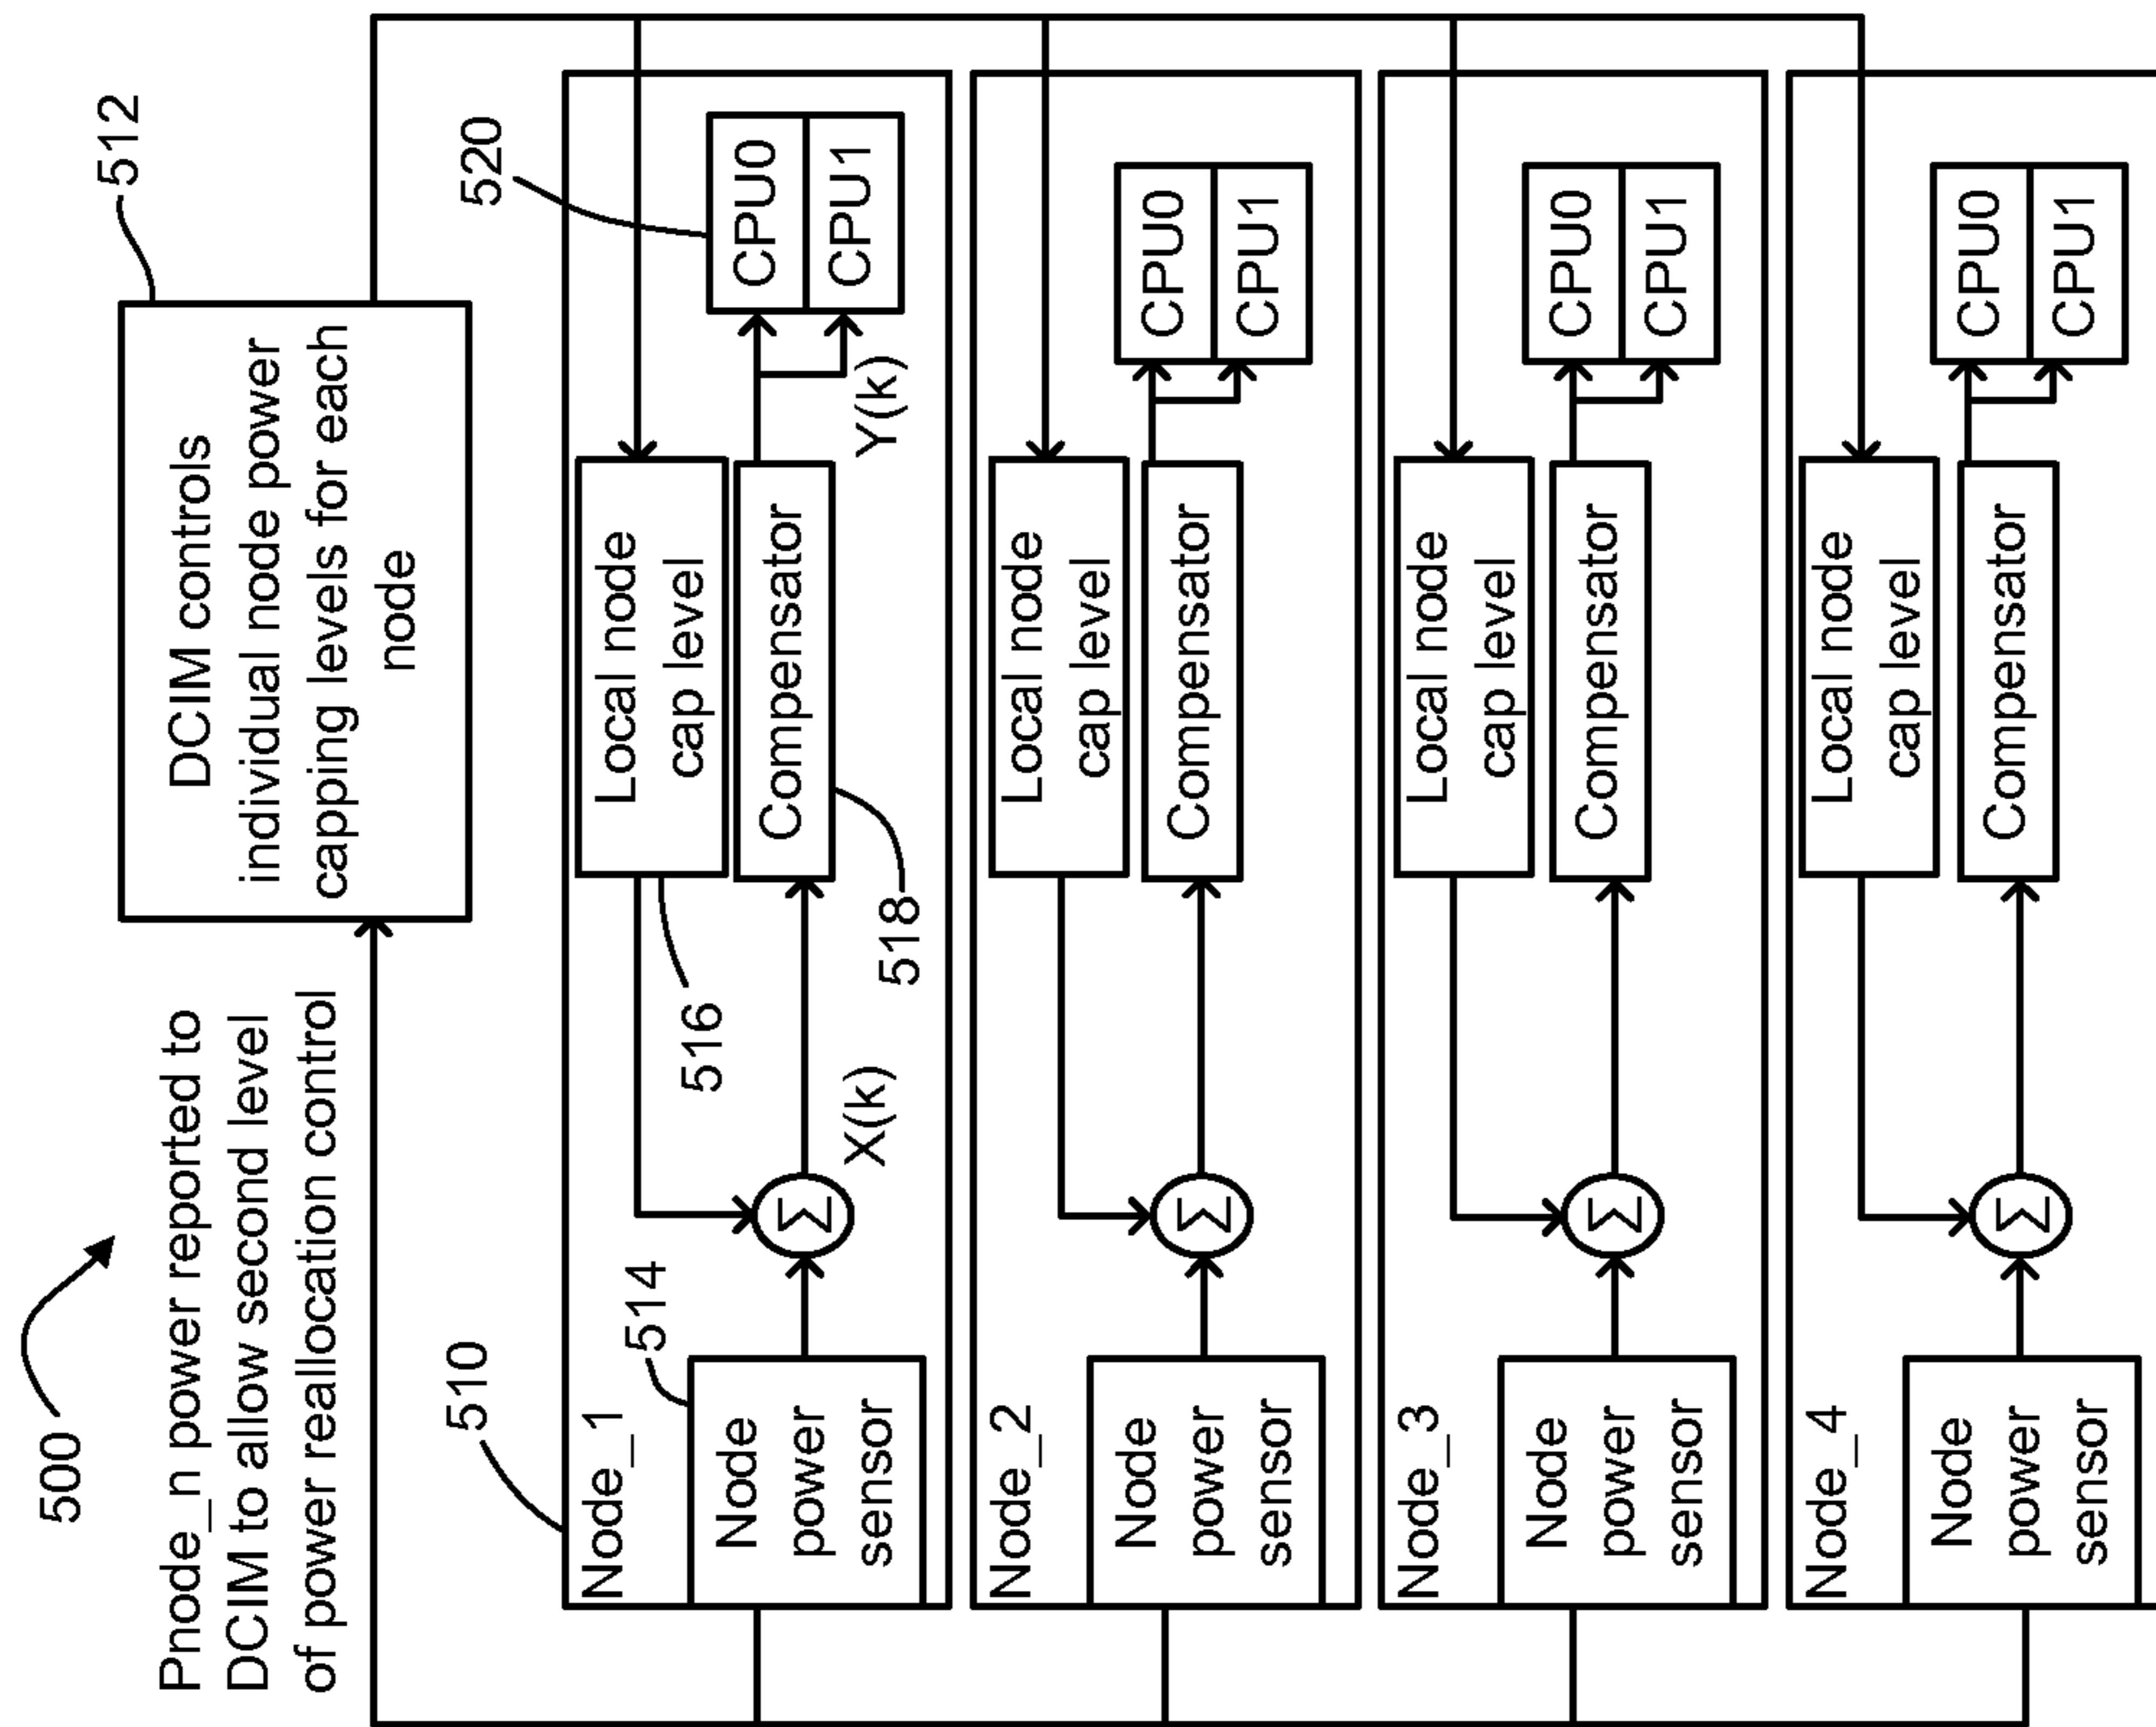 500
Pnode_n power reported to
DCIM to allow second level
of power reallocation control
DCIM controls
individual node power
capping levels for each
node
512
510
Node_1
514
Node
power
sensor
Σ
X(k)
Local node
cap level
516
Compensator
518
Y(k)
520
CPU0
CPU1
Node_2
Node
power
sensor
Σ
Local node
cap level
Compensator
CPU0
CPU1
Node_3
Node
power
sensor
Σ
Local node
cap level
Compensator
CPU0
CPU1
Node_4
Node
power
sensor
Σ
Local node
cap level
Compensator
CPU0
CPU1